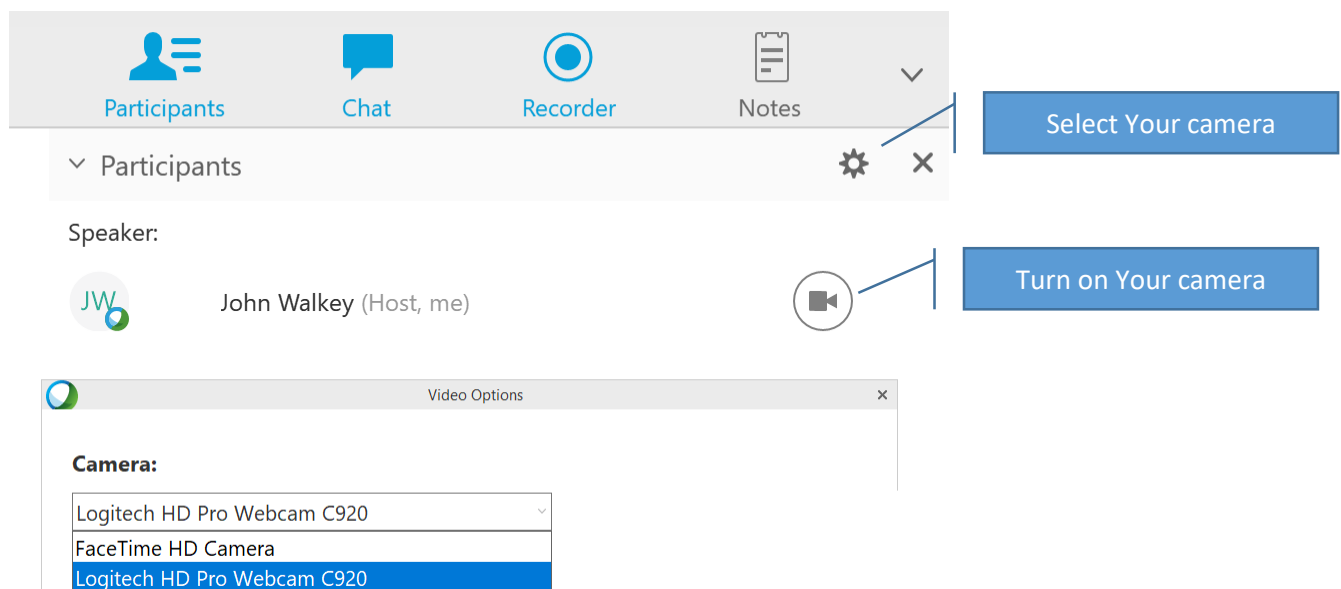 Participants Chat Recorder Notes
Select Your camera
Participants
Speaker:
Turn on Your camera
JW John Walkey (Host, me)
Video Options
Camera:
Logitech HD Pro Webcam C920
FaceTime HD Camera
Logitech HD Pro Webcam C920